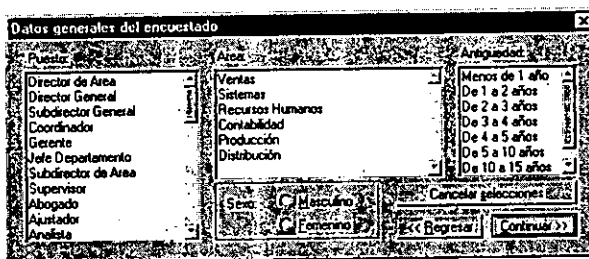 Datos generales del encuestado
Puesto:
Director de Area
Director General
Subdirector General
Coordinador
Gerente
Jefe Departamento
Subdirector de Area
Supervisor
Abogado
Ajustador
Analista
Area:
Ventas
Sistemas
Recursos Humanos
Contabilidad
Producción
Distribución
Antigüedad:
Menos de 1 año
De 1 a 2 años
De 2 a 3 años
De 3 a 4 años
De 4 a 5 años
De 5 a 10 años
De 10 a 15 años
Sexo:
Masculino
Femenino
Cancelar selecciones
<< Regresar
Continuar >>